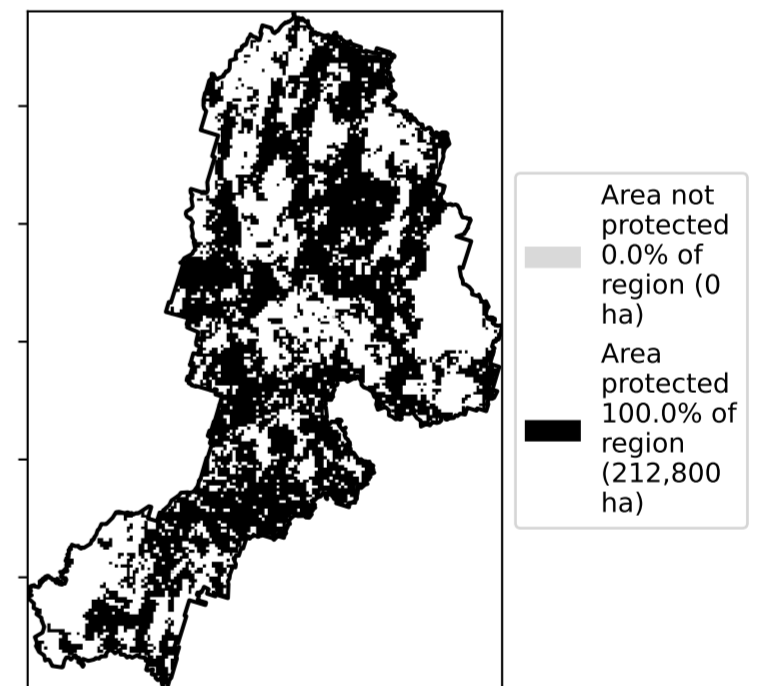 Area not
protected
0.0% of
region (0
ha)
Area
protected
100.0% of
region
(212,800
ha)